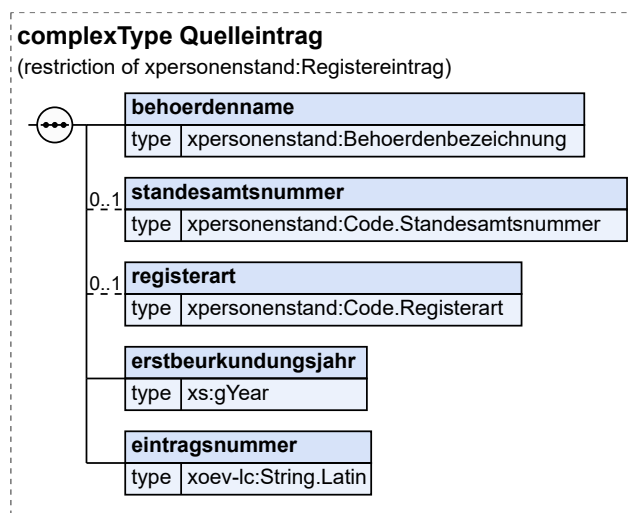 complexType Quelleintrag
(restriction of xpersonenstand:Registereintrag)
behoerdenname
type xpersonenstand:Behoerdenbezeichnung
0..1 standesamtsnummer
type xpersonenstand:Code.Standesamtsnummer
0..1 registerart
type xpersonenstand:Code.Registerart
erstbeurkundungsjahr
type xs:gYear
eintragsnummer
type xoev-lc:String.Latin